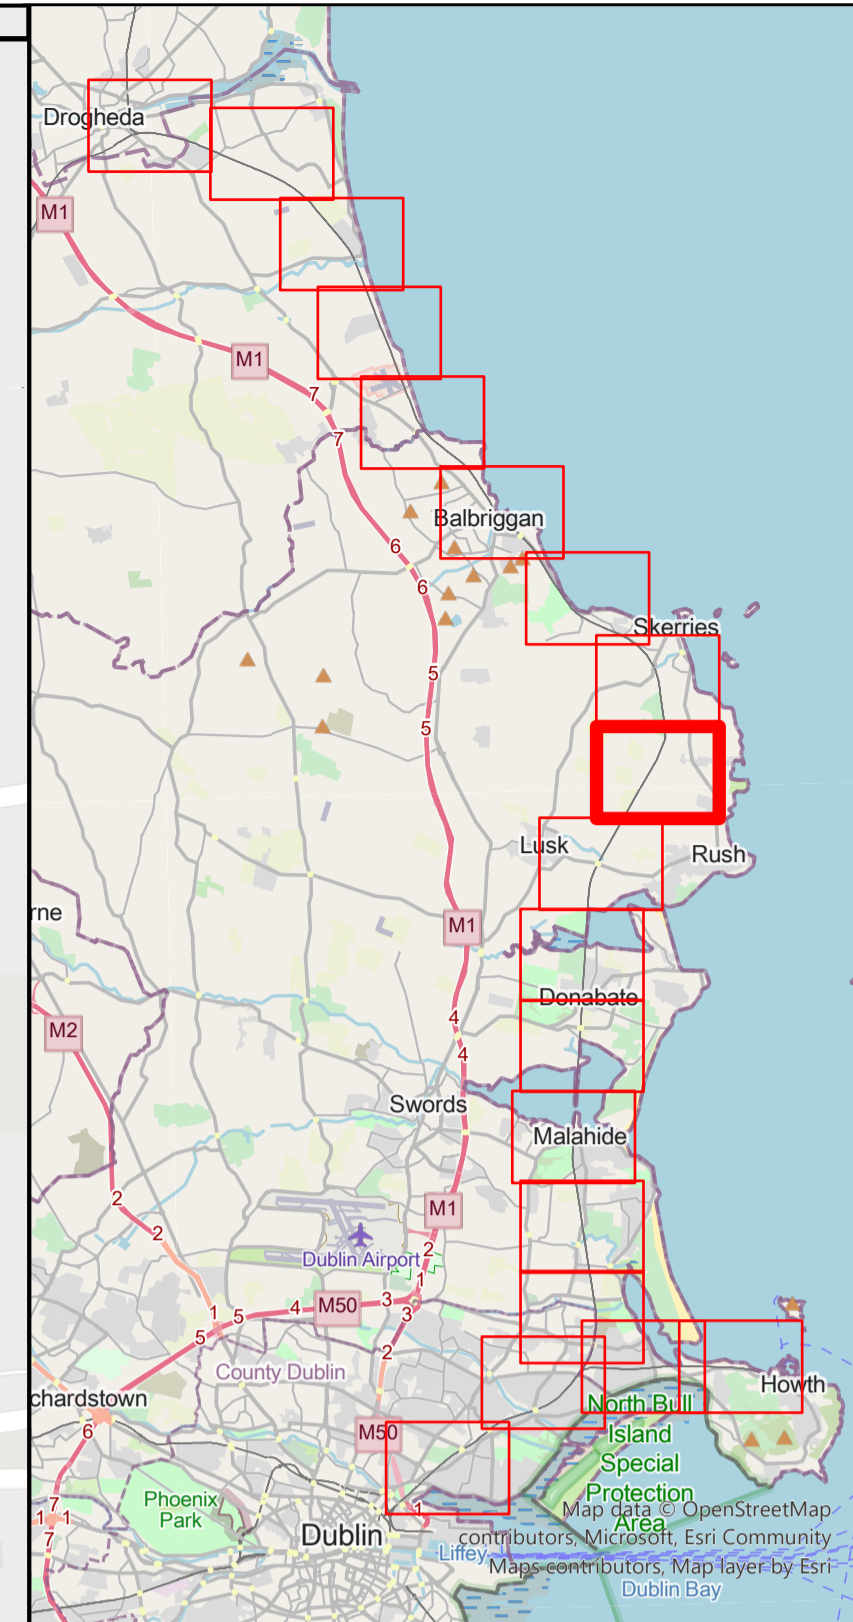 Drogheda
M1
M1
7
7
Balbriggan
6
6
Skerries
5
5
Lusk
Rush
rne
M1
Donabate
M2
4
4
Swords
Malahide
2
M1
2
Dublin Airport
2
1
M50
3
4
5
1
3
5
2
County Dublin
chardstown
Howth
North Bull
Island
Special
Protection
Area
6
M50
Phoenix
Park
7
1 1
7
1
Dublin
Liffey
Map data © OpenStreetMap
contributors, Microsoft, Esri Community
Maps contributors, Map layer by Esri
Dublin Bay